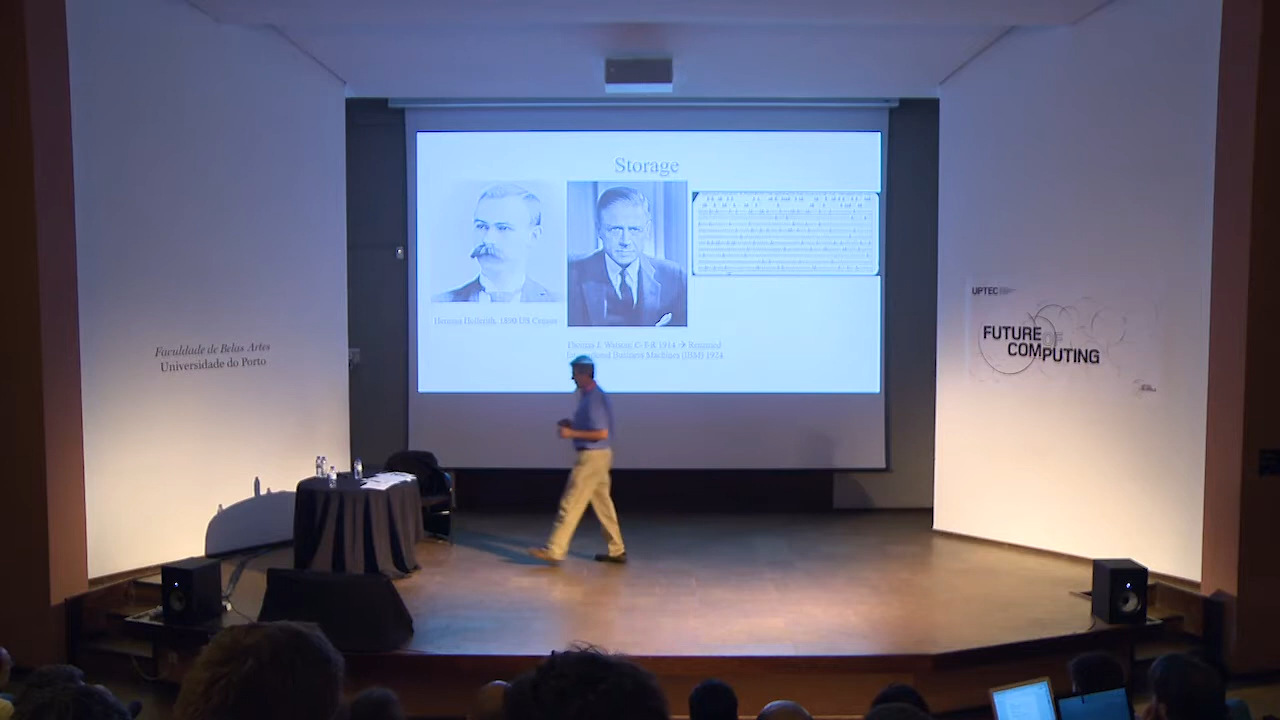 Storage
Herman Hollerith, 1890 US Census
Thomas J. Watson C-T-R 1914 → Renamed
International Business Machines (IBM) 1924
Faculdade de Belas Artes
Universidade do Porto
UPTEC
FUTURE
OF
COMPUTING